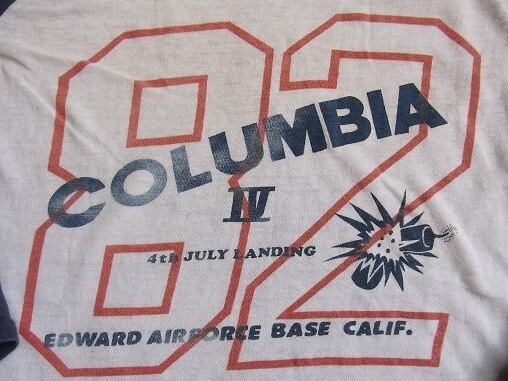 82
COLUMBIA
IV
4th JULY LANDING
EDWARD AIRFORCE BASE CALIF.